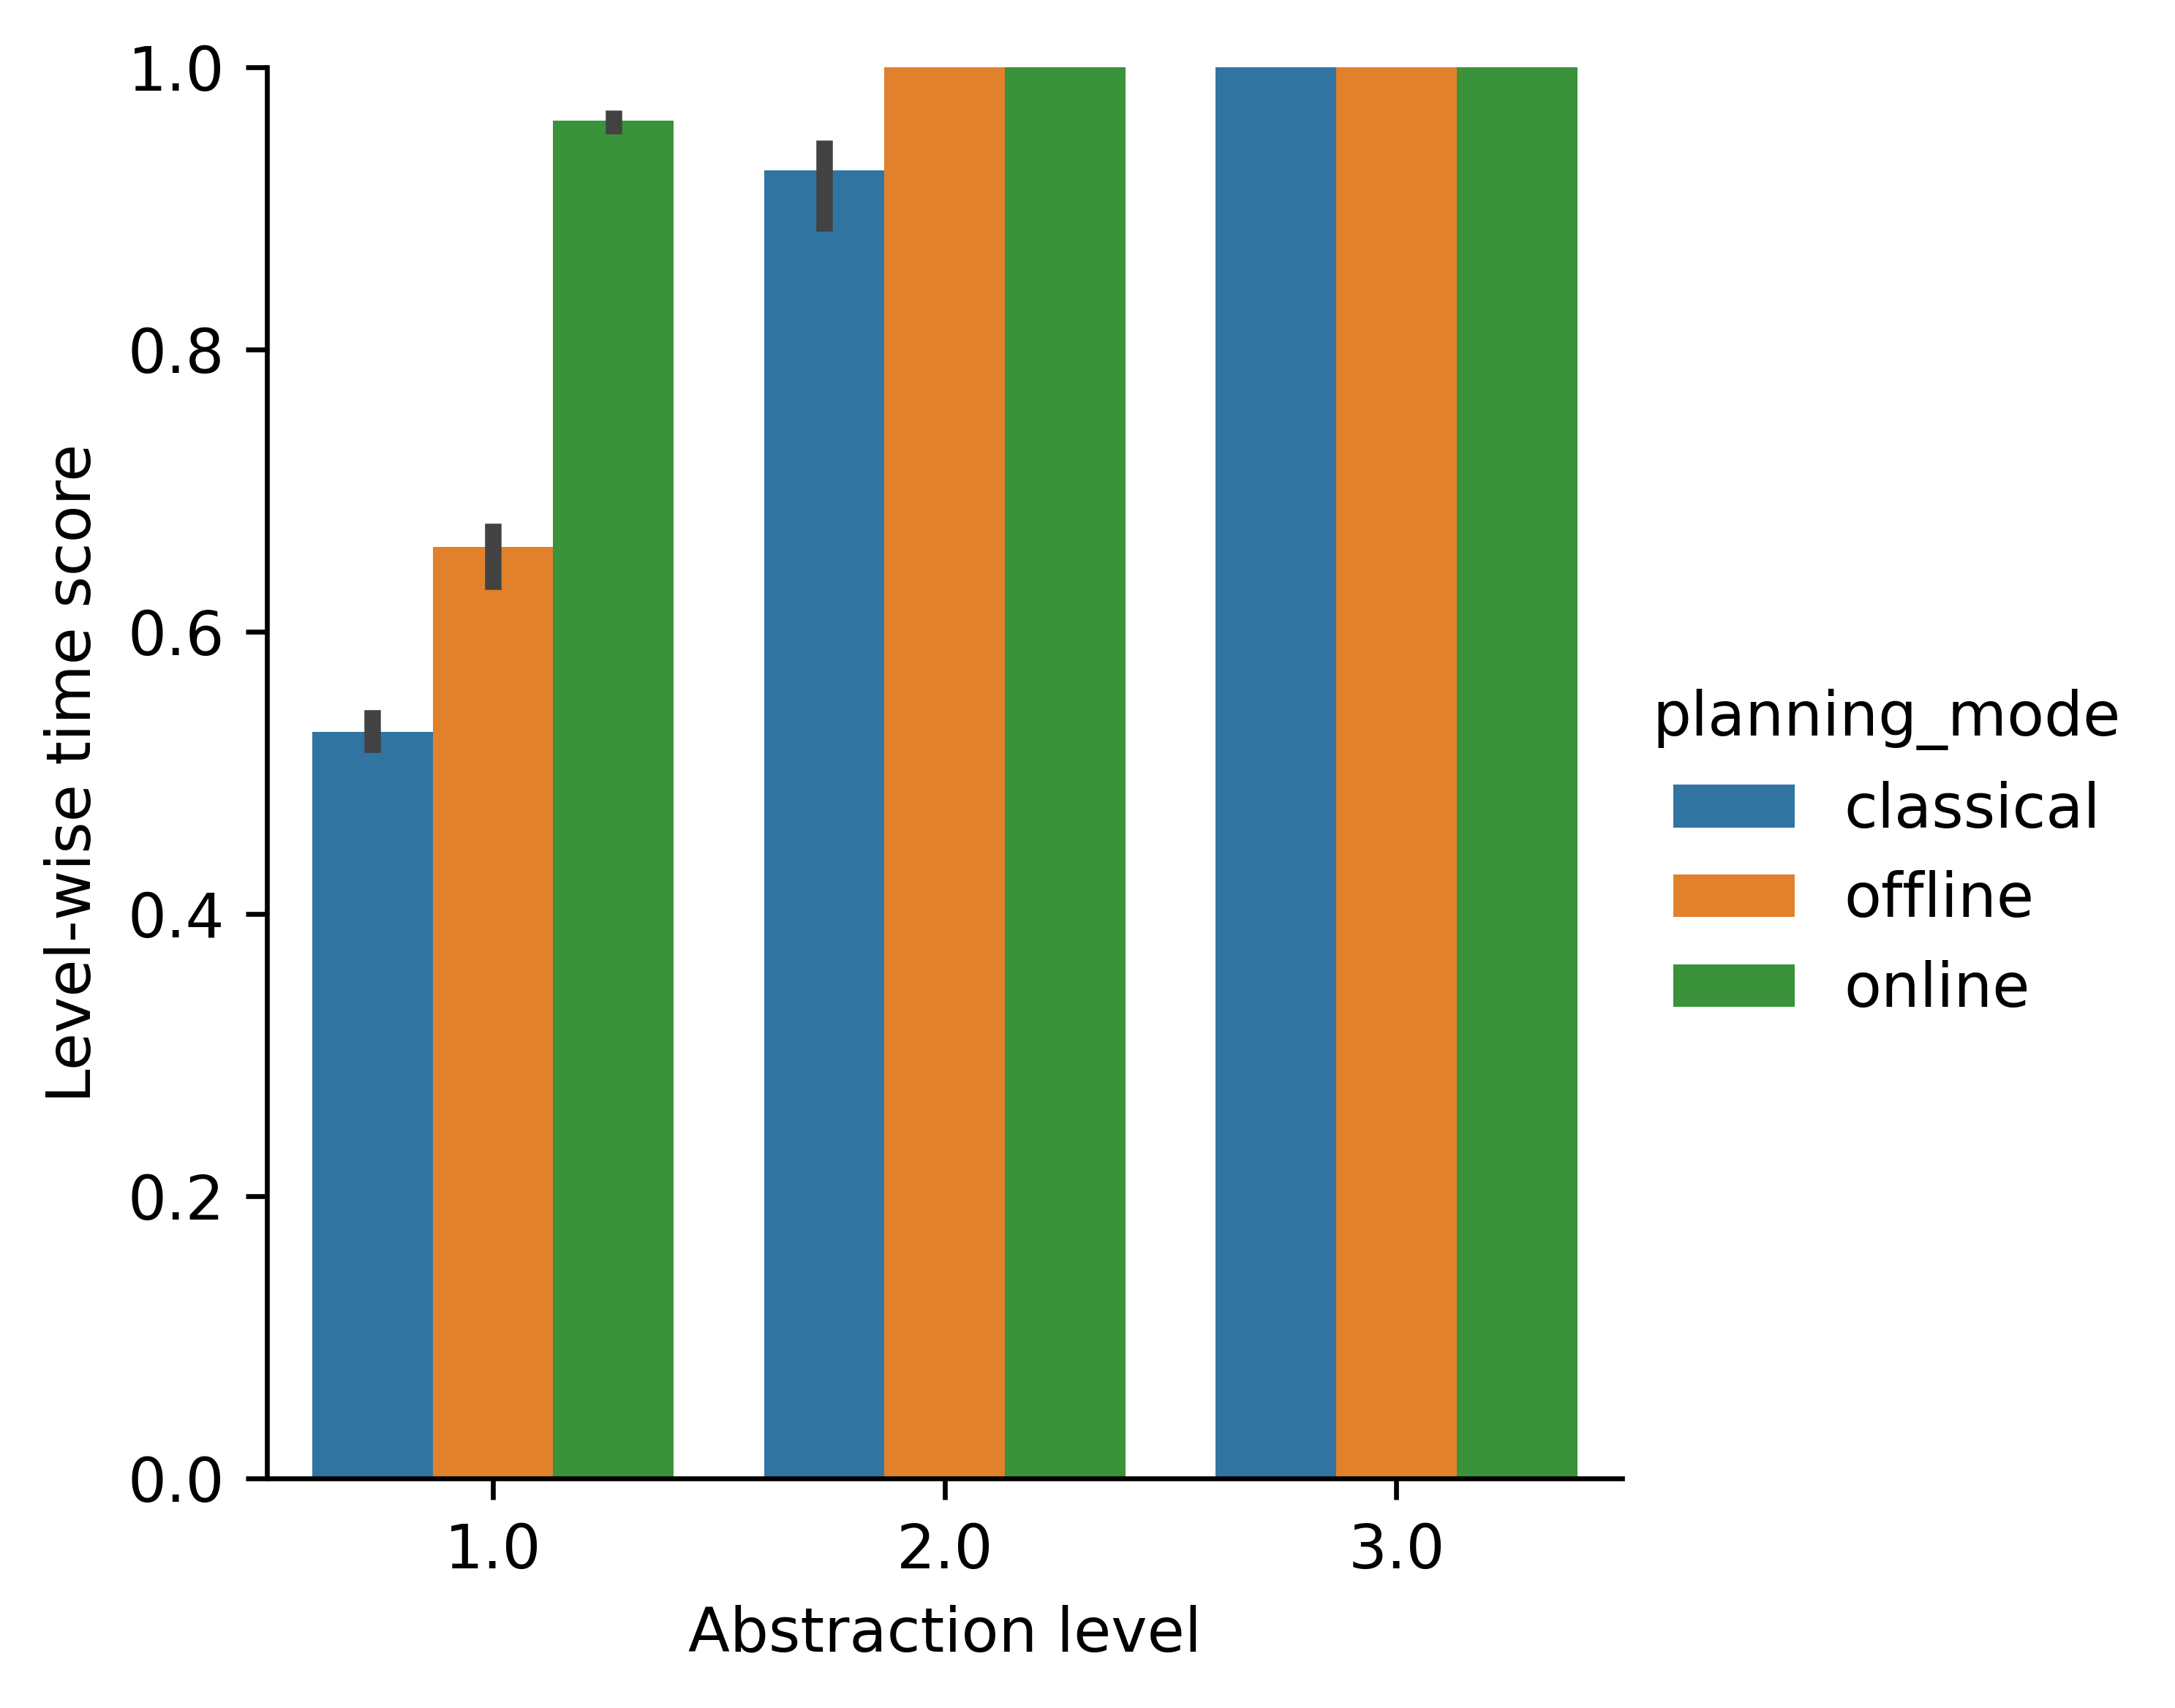 1.0
0.8
0.6
0.4
0.2
0.0
Level-wise time score
1.0 2.0 3.0
Abstraction level
planning_mode
classical
offline
online